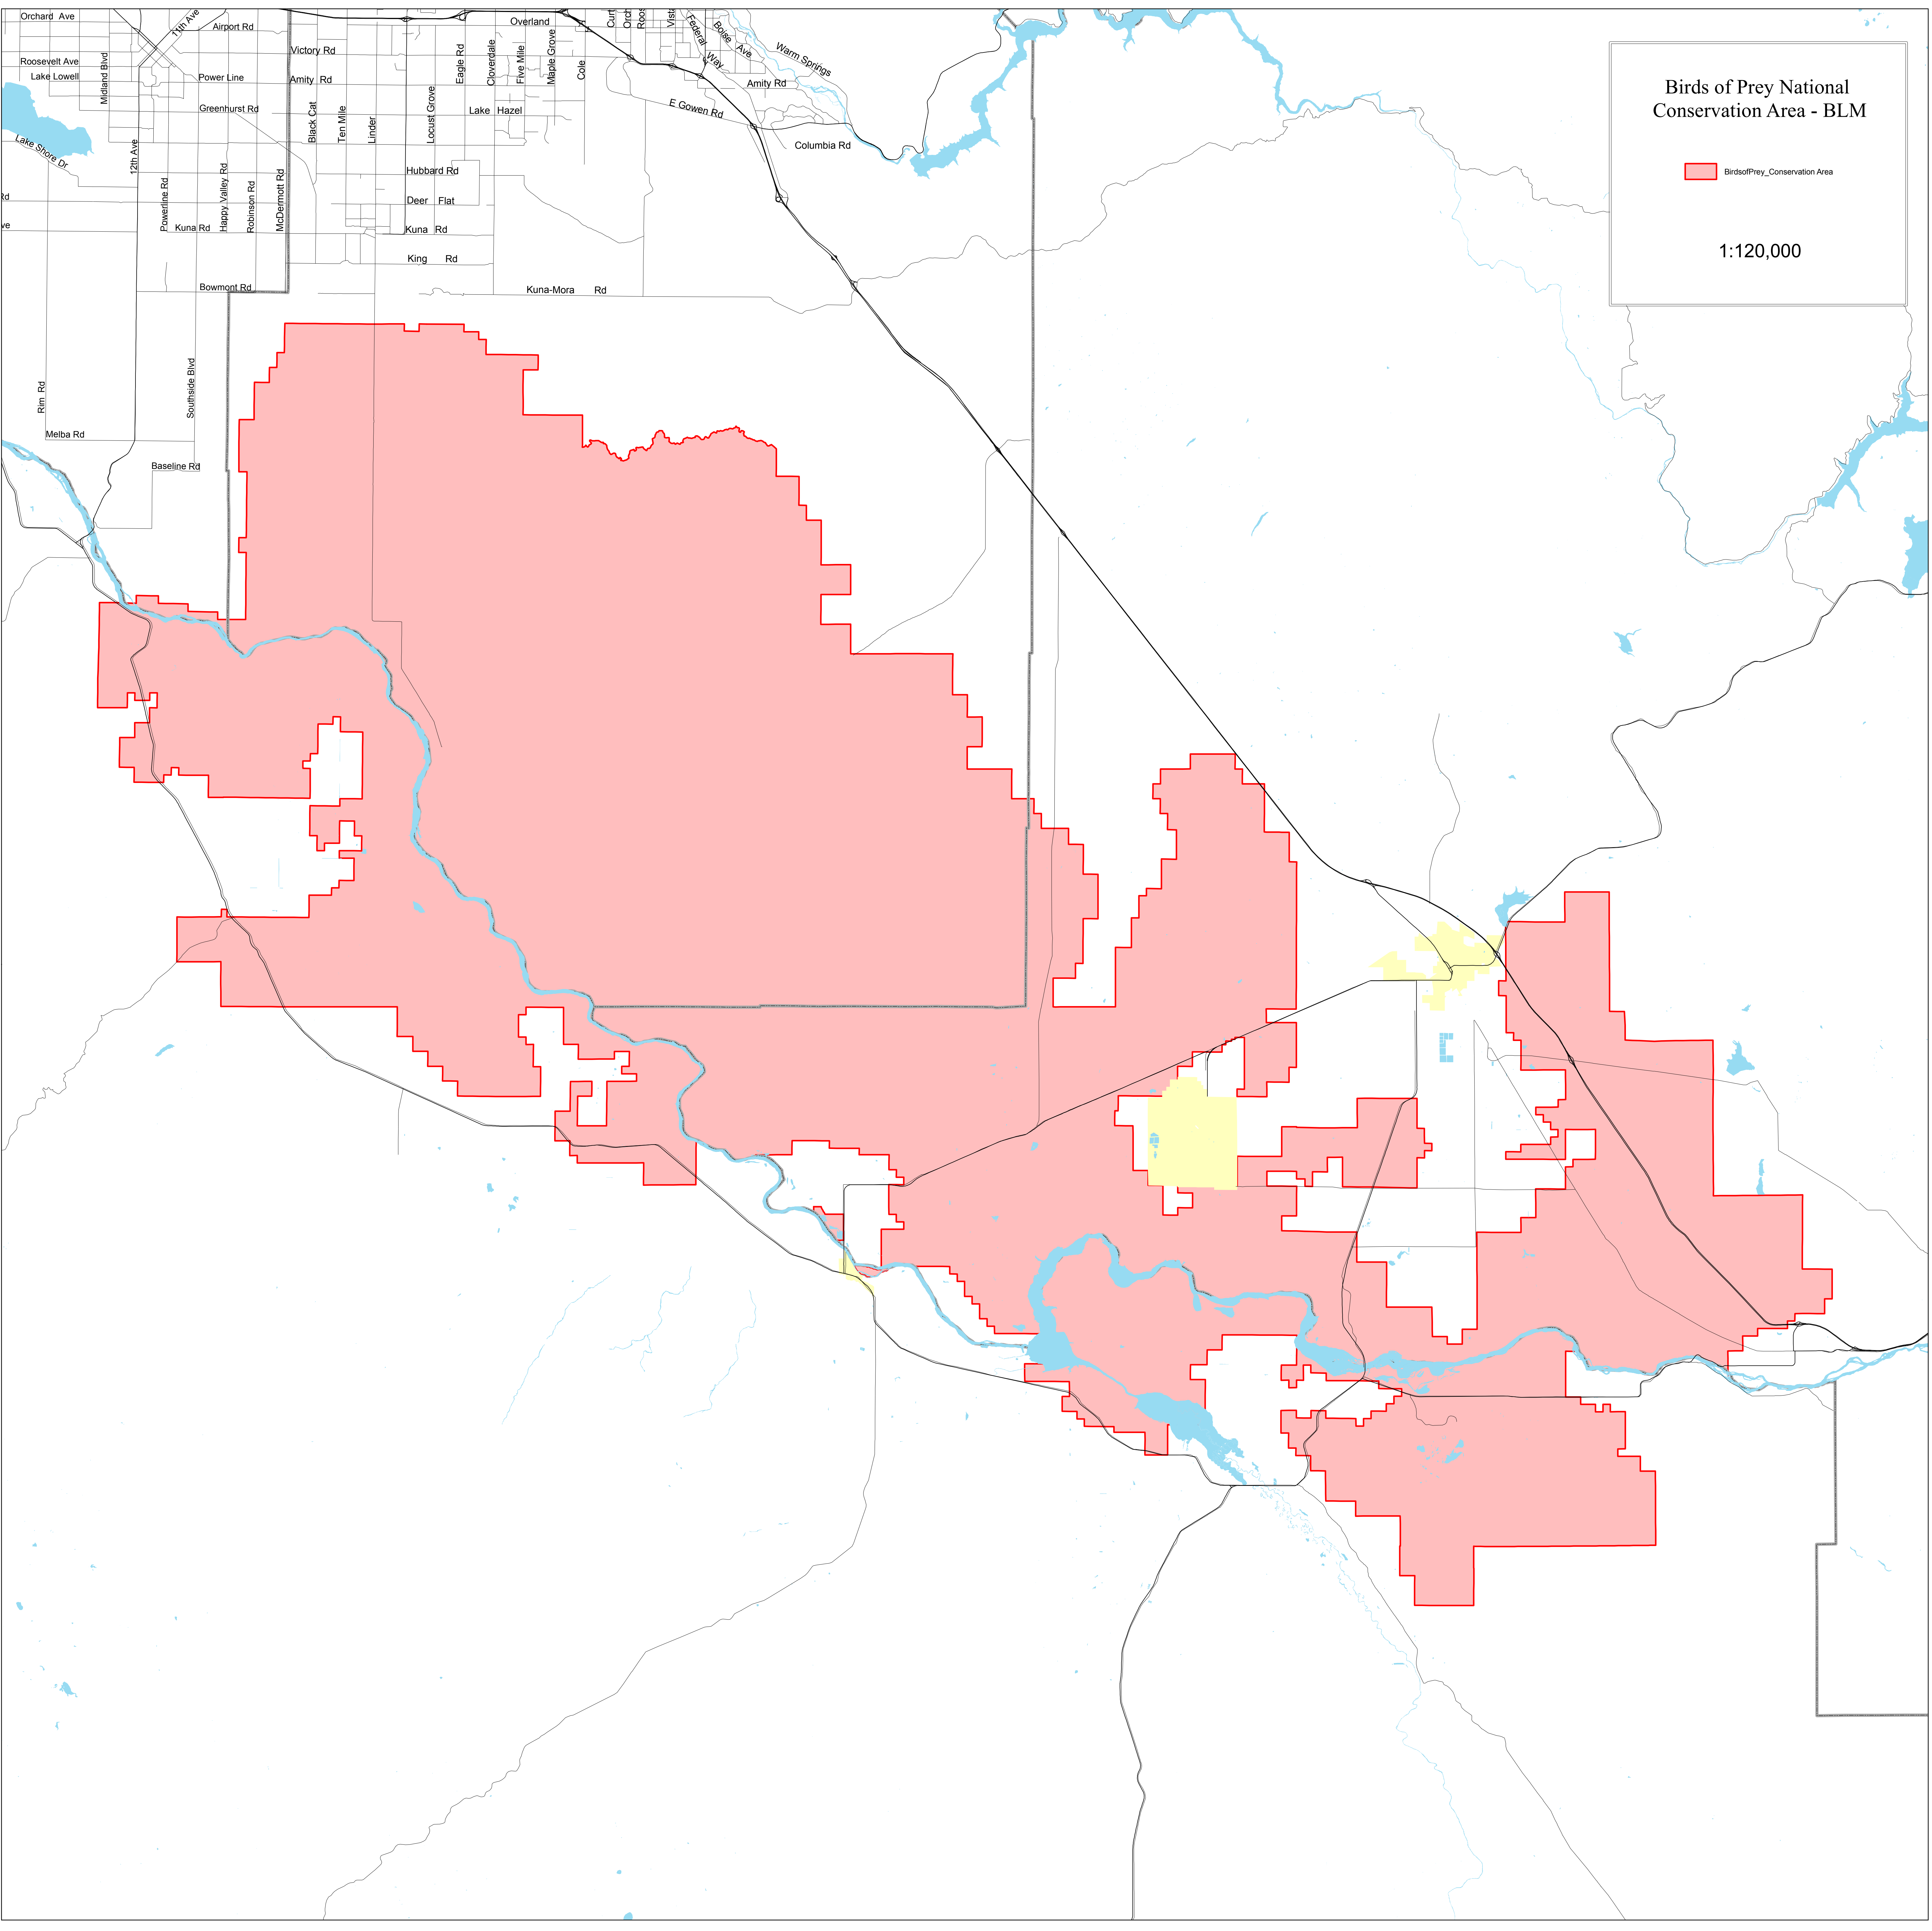 Orchard Ave
11th Ave
Airport Rd
Overland
Federal Way
Boise Ave
Warm Springs
Victory Rd
Roosevelt Ave
Lake Lowell
Midland Blvd
Power Line
Amity Rd
Eagle Rd
Cloverdale
Five Mile
Maple Grove
Cole
Curt
Orch
Roos
Vista
Amity Rd
Greenhurst Rd
Black Cat
Ten Mile
Linder
Locust Grove
Lake Hazel
E Gowen Rd
Columbia Rd
Lake Shore Dr
12th Ave
Hubbard Rd
Powerline Rd
Happy Valley Rd
Robinson Rd
McDermott Rd
Deer Flat
Rd
ve
Kuna Rd
Kuna Rd
King Rd
Bowmont Rd
Kuna-Mora Rd
Rim Rd
Southside Blvd
Melba Rd
Baseline Rd
Birds of Prey National
Conservation Area - BLM
BirdsofPrey_Conservation Area
1:120,000